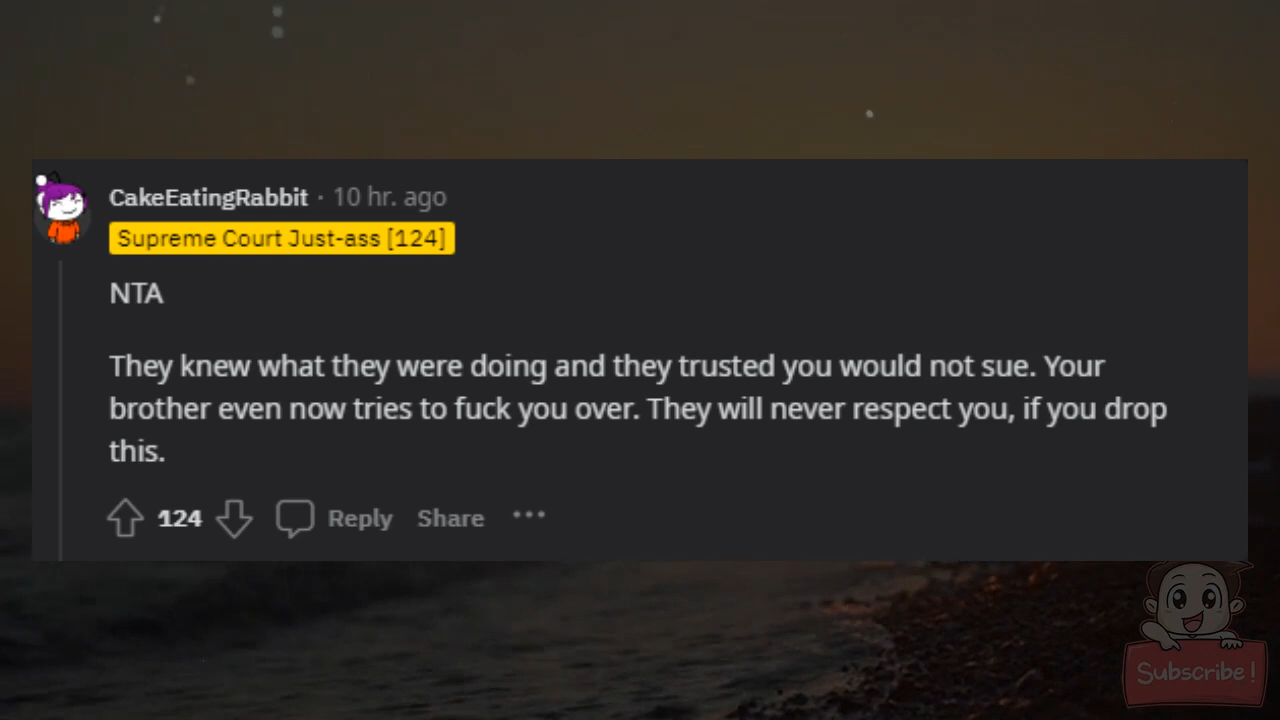 CakeEatingRabbit · 10 hr. ago
Supreme Court Just-ass [124]
NTA
They knew what they were doing and they trusted you would not sue. Your
brother even now tries to fuck you over. They will never respect you, if you drop
this.
124 Reply Share ···
Subscribe!